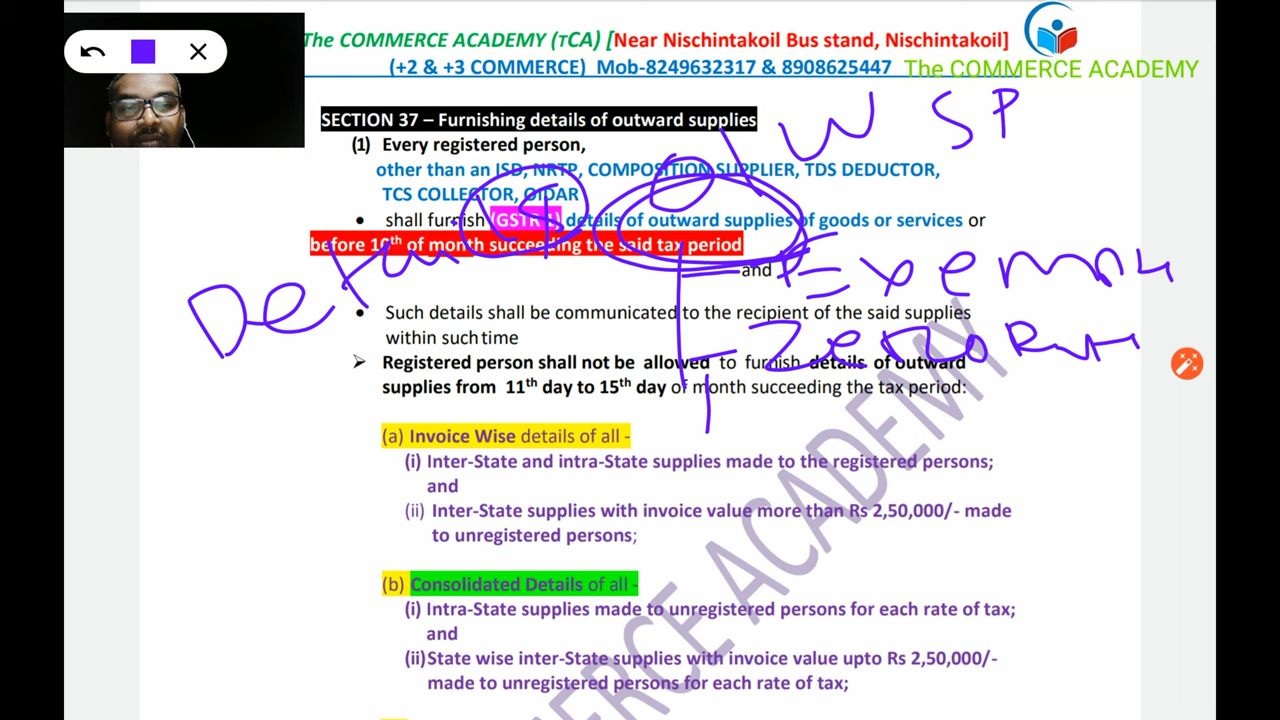 The COMMERCE ACADEMY (TCA) [Near Nischintakoil Bus stand, Nischintakoil]
(+2 & +3 COMMERCE) Mob-8249632317 & 8908625447 The COMMERCE ACADEMY
O/W SP
SECTION 37 – Furnishing details of outward supplies
(1) Every registered person,
other than an ISD, NRTP, COMPOSITION SUPPLIER, TDS DEDUCTOR,
TCS COLLECTOR, OIDAR
• shall furnish (GSTR-1) details of outward supplies of goods or services or
before 10th of month succeeding the said tax period
and
• Such details shall be communicated to the recipient of the said supplies
within such time
➢ Registered person shall not be allowed to furnish details of outward
supplies from 11th day to 15th day of month succeeding the tax period:
(a) Invoice Wise details of all -
(i) Inter-State and intra-State supplies made to the registered persons;
and
(ii) Inter-State supplies with invoice value more than Rs 2,50,000/- made
to unregistered persons;
(b) Consolidated Details of all -
(i) Intra-State supplies made to unregistered persons for each rate of tax;
and
(ii) State wise inter-State supplies with invoice value upto Rs 2,50,000/-
made to unregistered persons for each rate of tax;
COMMERCE ACADEMY